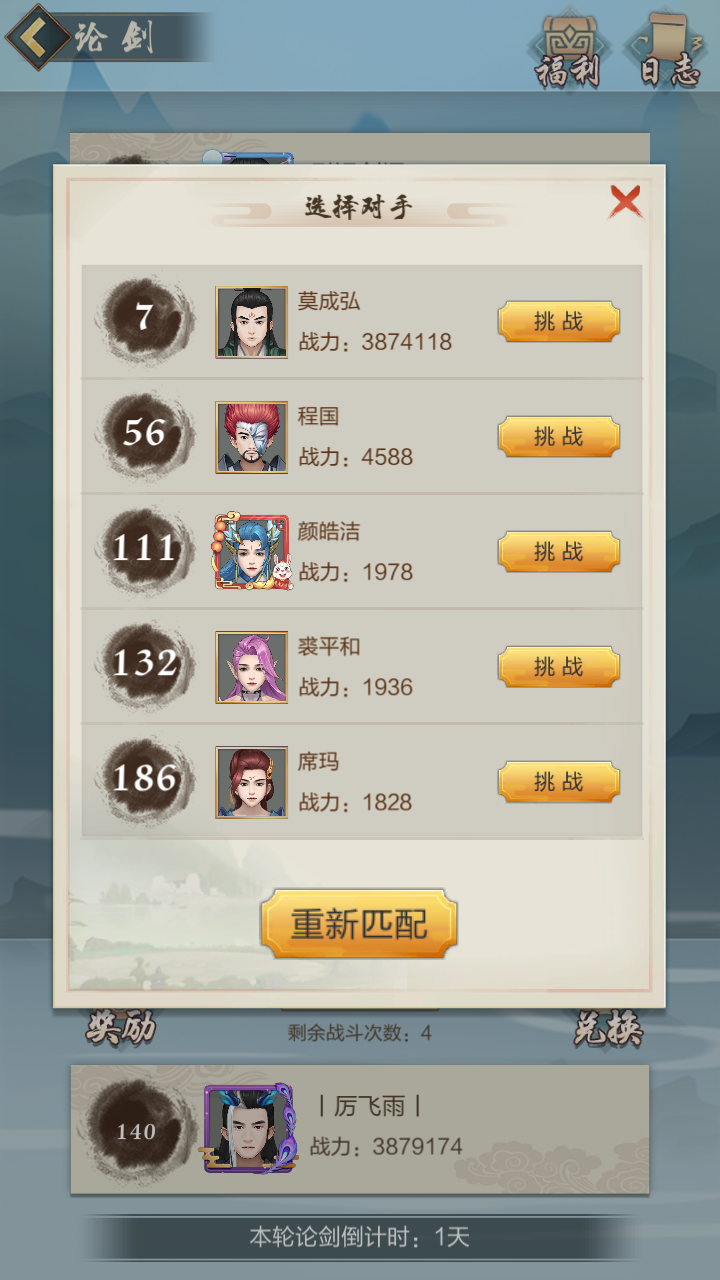 论剑
福利
日志
选择对手
7
莫成弘
战力：3874118
挑战
56
程国
战力：4588
挑战
111
颜皓洁
战力：1978
挑战
132
裘平和
战力：1936
挑战
186
席玛
战力：1828
挑战
重新匹配
奖励
剩余战斗次数：4
兑换
140
丨厉飞雨丨
战力：3879174
本轮论剑倒计时：1天